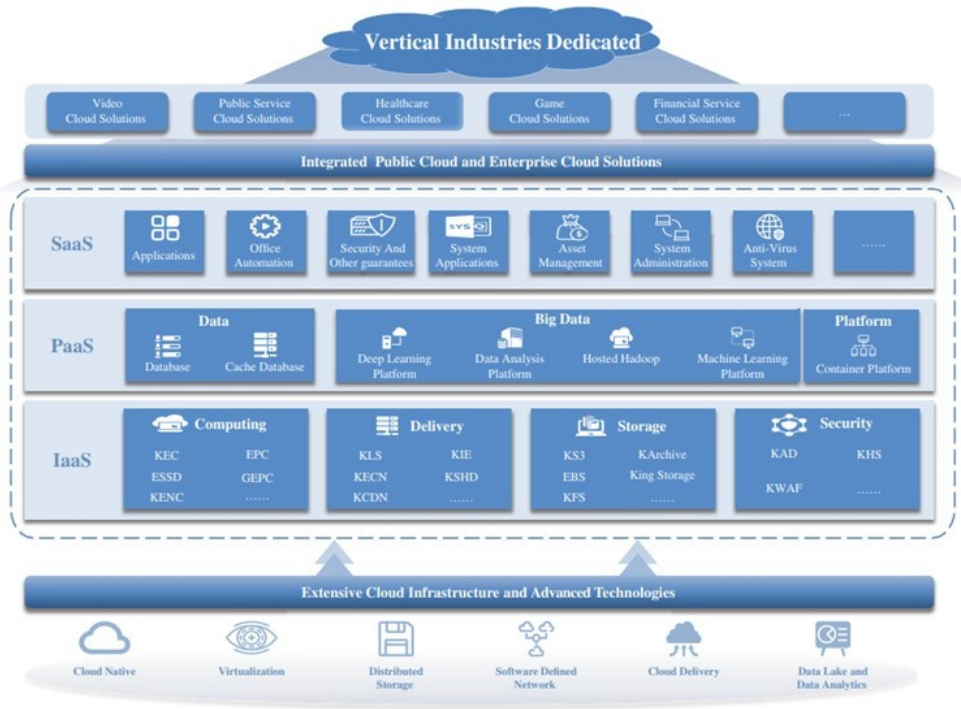 Vertical Industries Dedicated
Video
Cloud Solutions
Public Service
Cloud Solutions
Healthcare
Cloud Solutions
Game
Cloud Solutions
Financial Service
Cloud Solutions
...
Integrated Public Cloud and Enterprise Cloud Solutions
SaaS
Applications
Office
Automation
Security And
Other guarantees
SYS
System
Applications
Asset
Management
System
Administration
Anti-Virus
System
......
PaaS
Data
Database
Cache Database
Big Data
Deep Learning
Platform
Data Analysis
Platform
Hosted Hadoop
Machine Learning
Platform
Platform
Container Platform
IaaS
Computing
KEC
EPC
ESSD
GEPC
KENC
......
Delivery
KLS
KIE
KECN
KSHD
KCDN
......
Storage
KS3
KArchive
EBS
King Storage
KFS
......
Security
KAD
KHS
KWAF
......
Extensive Cloud Infrastructure and Advanced Technologies
Cloud Native
Virtualization
Distributed
Storage
Software Defined
Network
Cloud Delivery
Data Lake and
Data Analytics